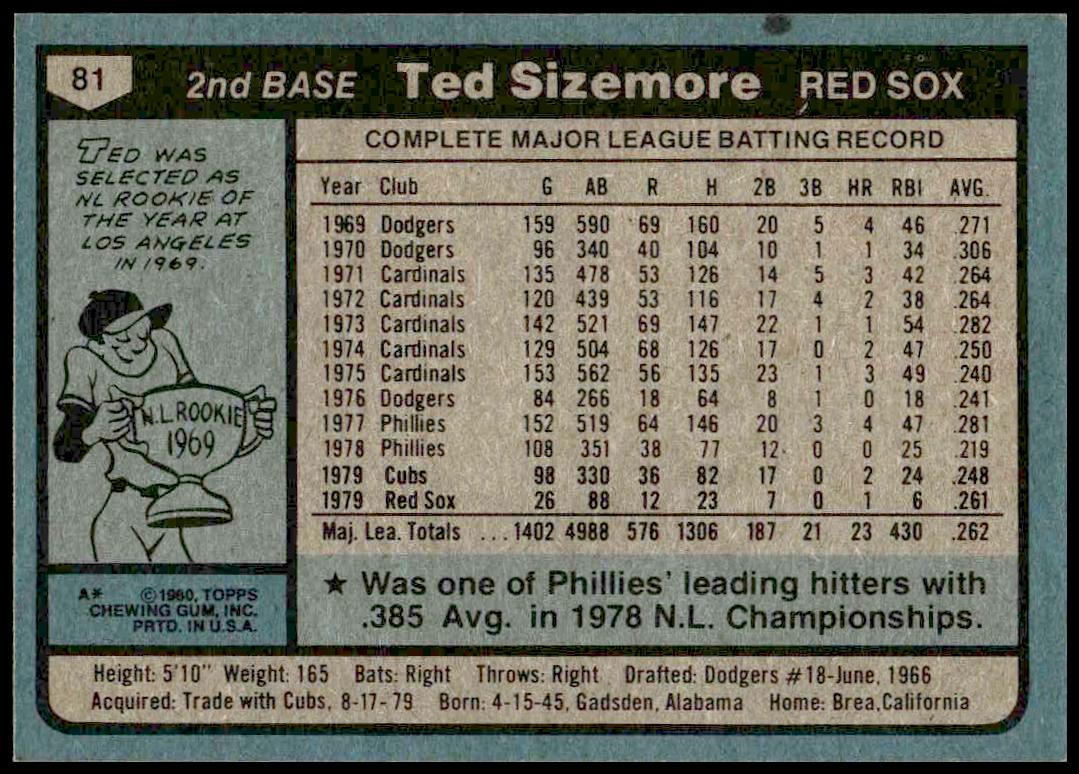 81 2nd BASE Ted Sizemore RED SOX
TED WAS
SELECTED AS
NL ROOKIE OF
THE YEAR AT
LOS ANGELES
IN 1969.
N.L. ROOKIE
1969
A* ©1980, TOPPS
CHEWING GUM, INC.
PRTD. IN U.S.A.
COMPLETE MAJOR LEAGUE BATTING RECORD
Year Club G AB R H 2B 3B HR RBI AVG.
1969 Dodgers 159 590 69 160 20 5 4 46 .271
1970 Dodgers 96 340 40 104 10 1 1 34 .306
1971 Cardinals 135 478 53 126 14 5 3 42 .264
1972 Cardinals 120 439 53 116 17 4 2 38 .264
1973 Cardinals 142 521 69 147 22 1 1 54 .282
1974 Cardinals 129 504 68 126 17 0 2 47 .250
1975 Cardinals 153 562 56 135 23 1 3 49 .240
1976 Dodgers 84 266 18 64 8 1 0 18 .241
1977 Phillies 152 519 64 146 20 3 4 47 .281
1978 Phillies 108 351 38 77 12 0 0 25 .219
1979 Cubs 98 330 36 82 17 0 2 24 .248
1979 Red Sox 26 88 12 23 7 0 1 6 .261
Maj. Lea. Totals ... 1402 4988 576 1306 187 21 23 430 .262
★ Was one of Phillies' leading hitters with
.385 Avg. in 1978 N.L. Championships.
Height: 5'10" Weight: 165 Bats: Right Throws: Right Drafted: Dodgers #18-June, 1966
Acquired: Trade with Cubs, 8-17-79 Born: 4-15-45, Gadsden, Alabama Home: Brea, California